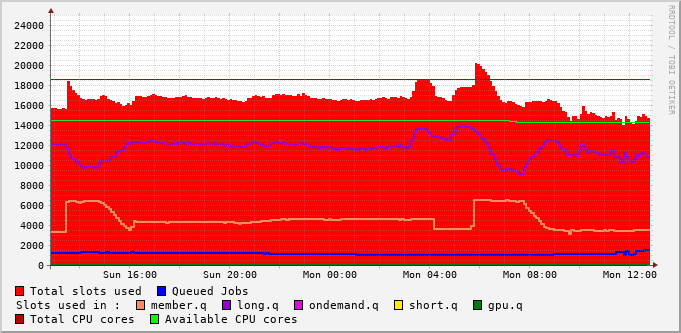 24000
22000
20000
18000
16000
14000
12000
10000
8000
6000
4000
2000
0
Sun 16:00 Sun 20:00 Mon 00:00 Mon 04:00 Mon 08:00 Mon 12:00
RRDTOOL / TOBI OETIKER
Total slots used Queued Jobs
Slots used in : member.q long.q ondemand.q short.q gpu.q
Total CPU cores Available CPU cores